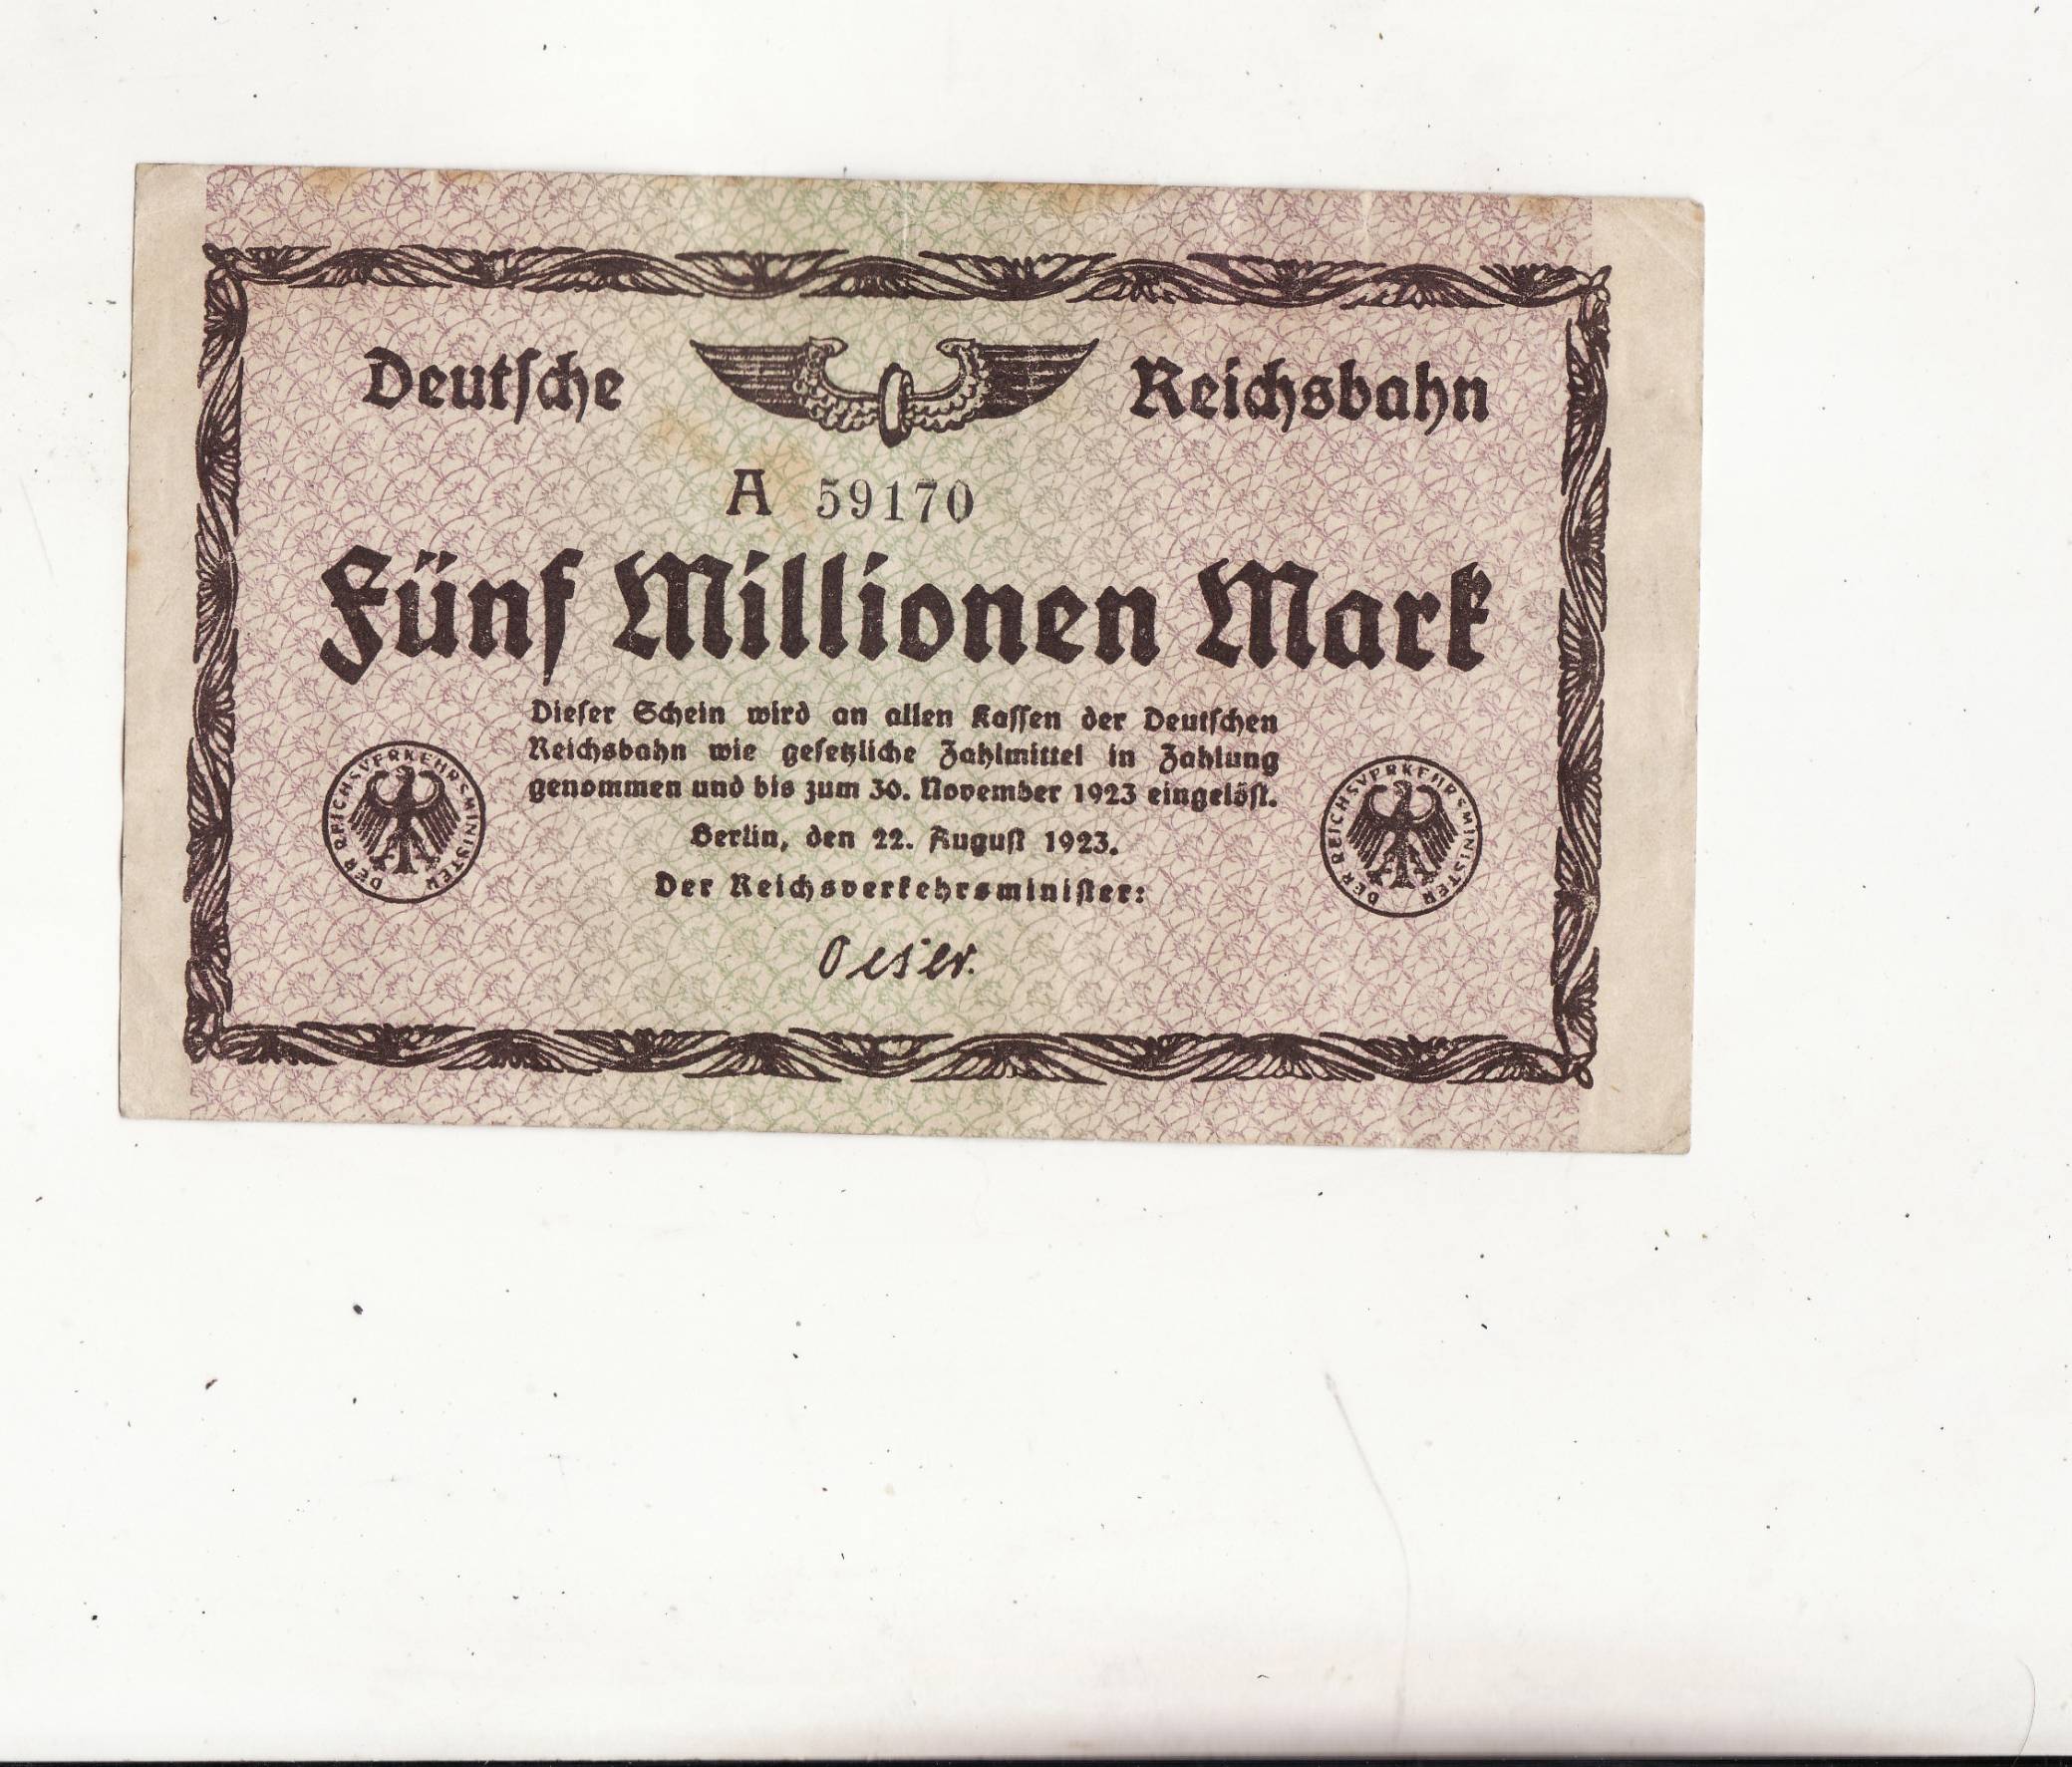 Deutsche Reichsbahn
A 59170
Fünf Millionen Mark
Dieser Schein wird an allen Kassen der Deutschen
Reichsbahn wie gesetzliche Zahlmittel in Zahlung
genommen und bis zum 30. November 1923 eingelöst.
Berlin, den 22. August 1923.
Der Reichsverkehrsminister:
Oeser.
DER REICHSVERKEHRSMINISTER
DER REICHSVERKEHRSMINISTER